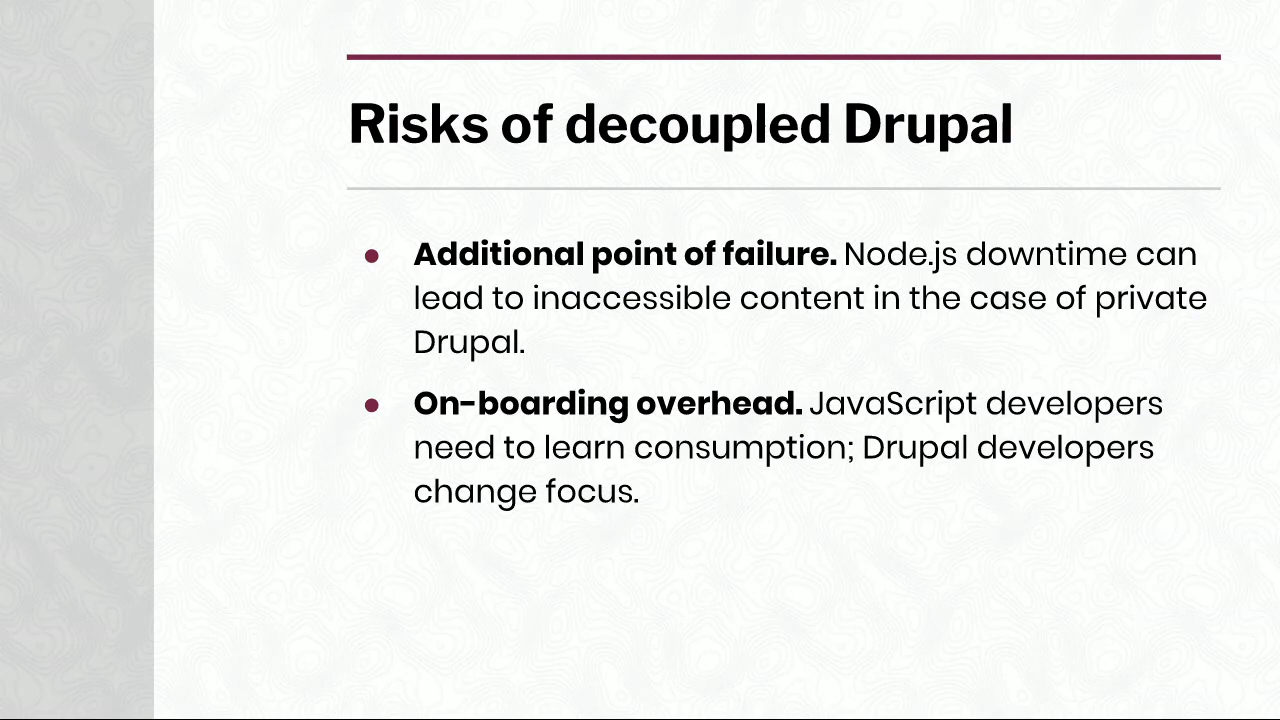 Risks of decoupled Drupal
● Additional point of failure. Node.js downtime can
lead to inaccessible content in the case of private
Drupal.
● On-boarding overhead. JavaScript developers
need to learn consumption; Drupal developers
change focus.